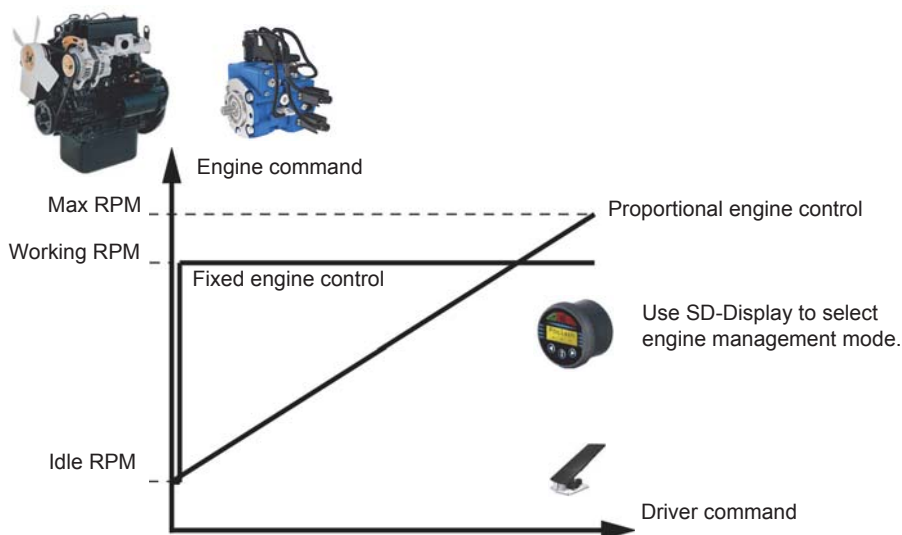 Engine command
Max RPM
Proportional engine control
Working RPM
Fixed engine control
Use SD-Display to select
engine management mode.
Idle RPM
Driver command